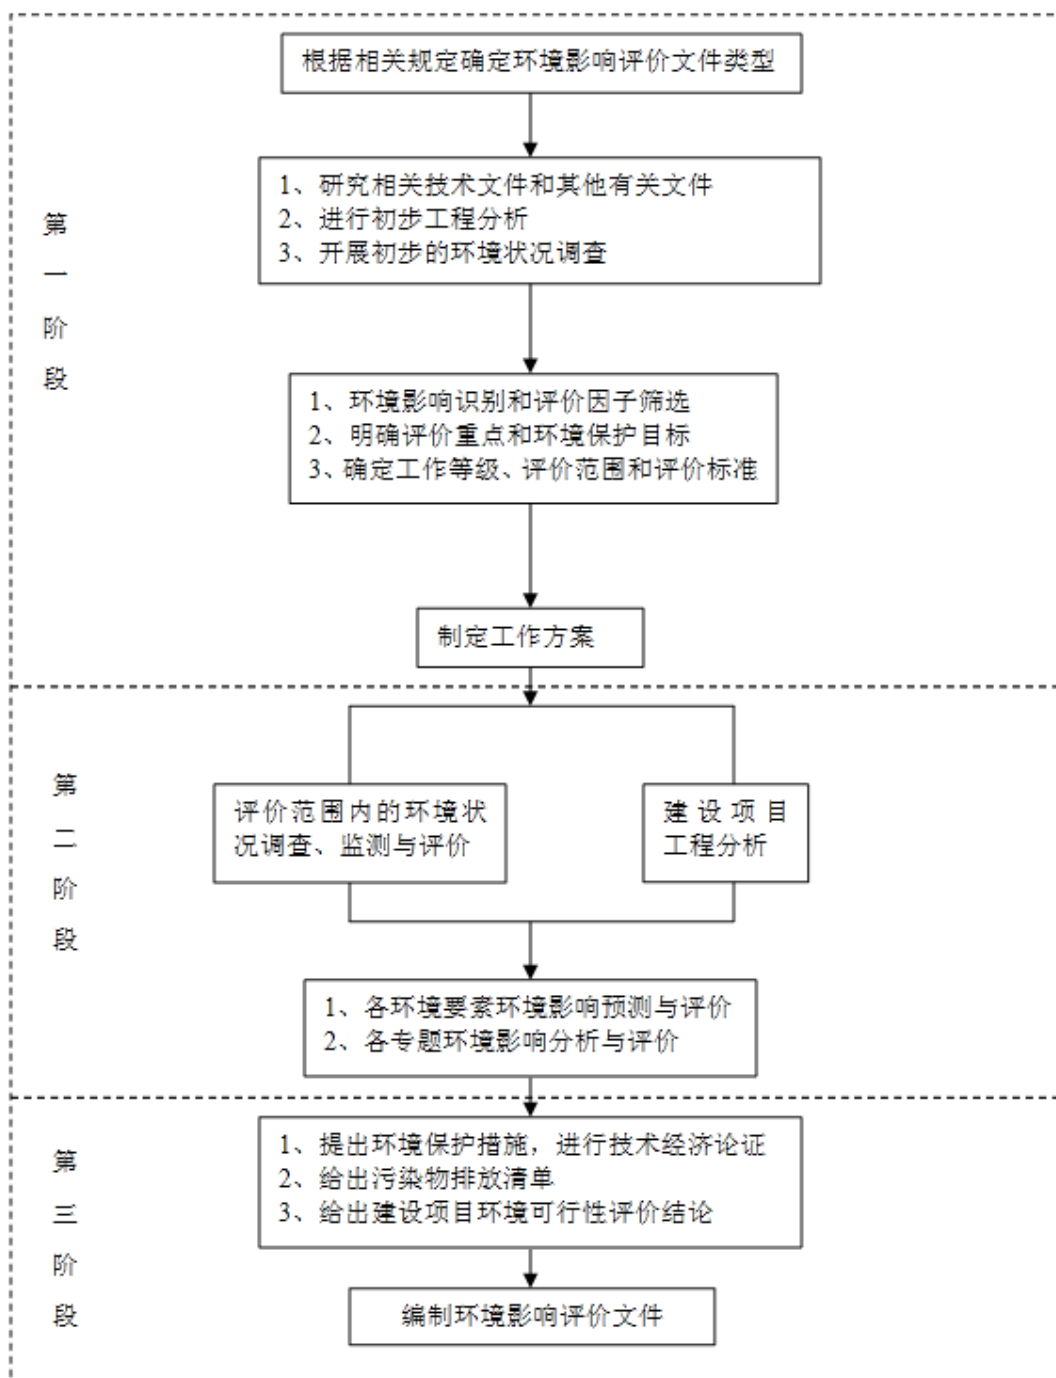 根据相关规定确定环境影响评价文件类型
1、研究相关技术文件和其他有关文件
2、进行初步工程分析
3、开展初步的环境状况调查
第
一
阶
段
1、环境影响识别和评价因子筛选
2、明确评价重点和环境保护目标
3、确定工作等级、评价范围和评价标准
制定工作方案
第
二
阶
段
评价范围内的环境状
况调查、监测与评价
建设项目
工程分析
1、各环境要素环境影响预测与评价
2、各专题环境影响分析与评价
第
三
阶
段
1、提出环境保护措施，进行技术经济论证
2、给出污染物排放清单
3、给出建设项目环境可行性评价结论
编制环境影响评价文件